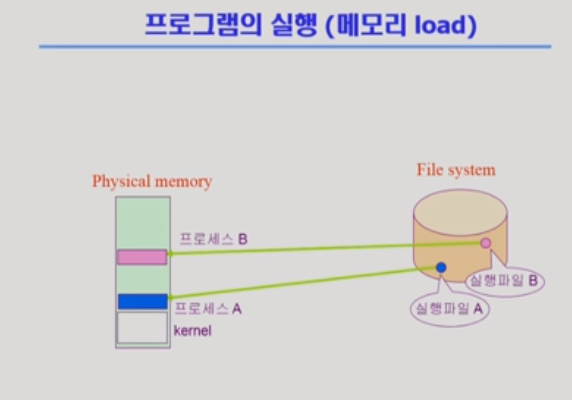 프로그램의 실행 (메모리 load)
File system
Physical memory
프로세스 B
실행파일 B
프로세스 A
실행파일 A
kernel